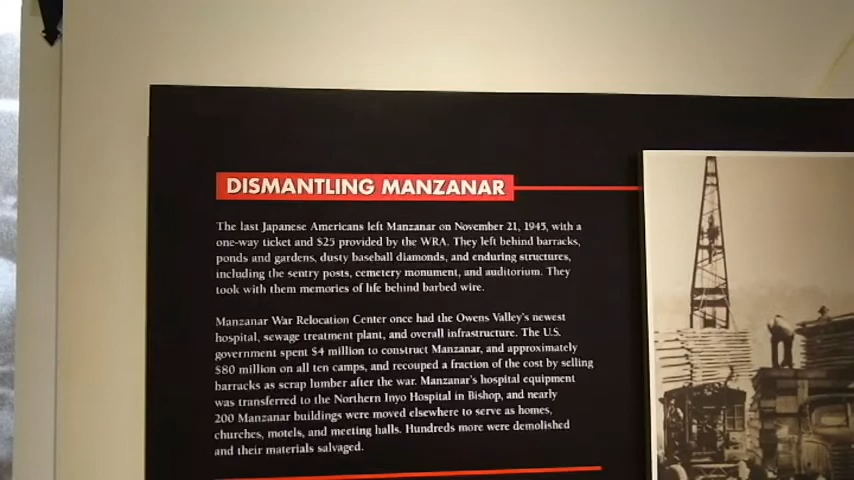 DISMANTLING MANZANAR
The last Japanese Americans left Manzanar on November 21, 1945, with a
one-way ticket and $25 provided by the WRA. They left behind barracks,
ponds and gardens, dusty baseball diamonds, and enduring structures,
including the sentry posts, cemetery monument, and auditorium. They
took with them memories of life behind barbed wire.
Manzanar War Relocation Center once had the Owens Valley's newest
hospital, sewage treatment plant, and overall infrastructure. The U.S.
government spent $4 million to construct Manzanar, and approximately
$80 million on all ten camps, and recouped a fraction of the cost by selling
barracks as scrap lumber after the war. Manzanar's hospital equipment
was transferred to the Northern Inyo Hospital in Bishop, and nearly
200 Manzanar buildings were moved elsewhere to serve as homes,
churches, motels, and meeting halls. Hundreds more were demolished
and their materials salvaged.